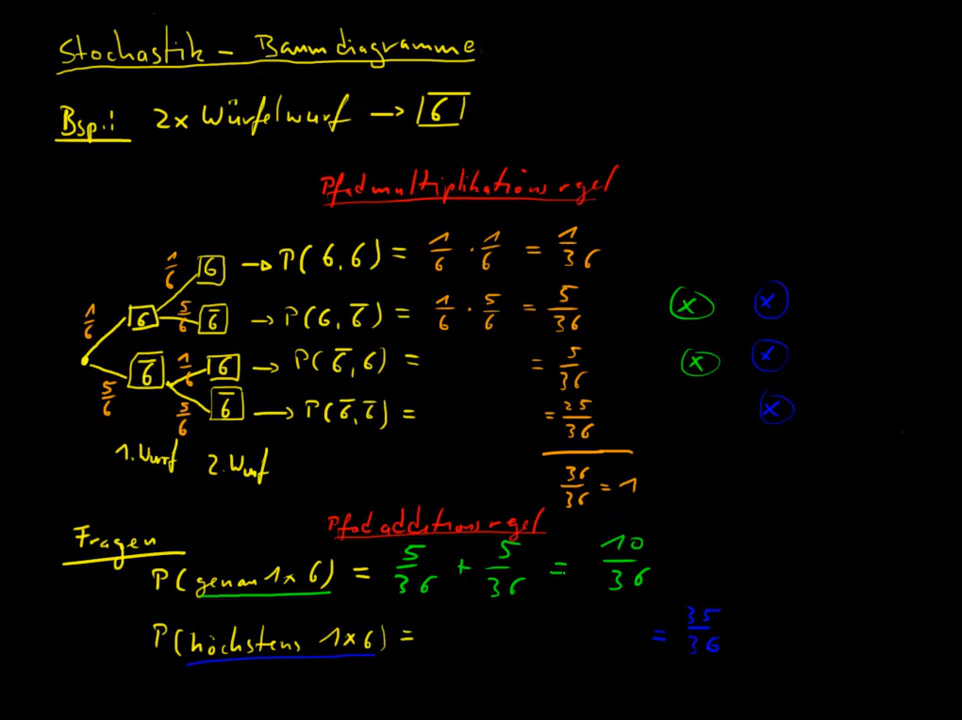 Stochastik – Baumdiagramme
Bsp.: 2x Würfelwurf → 6
Pfadmultiplikationsregel
1/6 6 → P(6,6) = 1/6 · 1/6 = 1/36
1/6 6 5/6 6̅ → P(6,6̅) = 1/6 · 5/6 = 5/36 x x
5/6 6̅ 1/6 6 → P(6̅,6) = = 5/36 x x
5/6 6̅ → P(6̅,6̅) = = 25/36 x
1. Wurf 2. Wurf
36/36 = 1
Pfadadditionsregel
Fragen
P(genau 1x 6) = 5/36 + 5/36 = 10/36
P(höchstens 1x6) = = 35/36